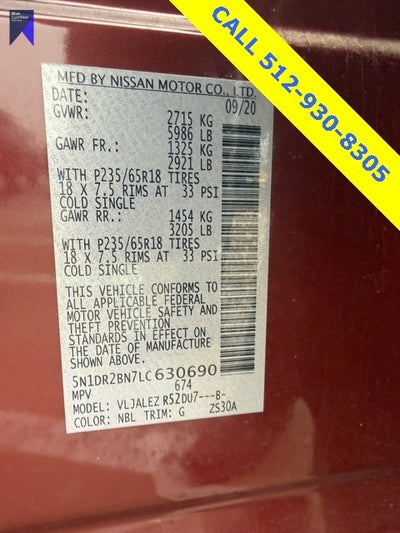 Blue
Certified
CALL 512-930-8305
MFD BY NISSAN MOTOR CO., LTD.
DATE: 09/20
GVWR: 2715 KG
5986 LB
GAWR FR.: 1325 KG
2921 LB
WITH P235/65R18 TIRES
18 X 7.5 RIMS AT 33 PSI
COLD SINGLE
GAWR RR.: 1454 KG
3205 LB
WITH P235/65R18 TIRES
18 X 7.5 RIMS AT 33 PSI
COLD SINGLE
THIS VEHICLE CONFORMS TO
ALL APPLICABLE FEDERAL
MOTOR VEHICLE SAFETY AND
THEFT PREVENTION
STANDARDS IN EFFECT ON
THE DATE OF MANUFACTURE
SHOWN ABOVE.
5N1DR2BN7LC630690
MPV 674
MODEL: VLJALEZ R52DU7---B-
COLOR: NBL TRIM: G ZS30A